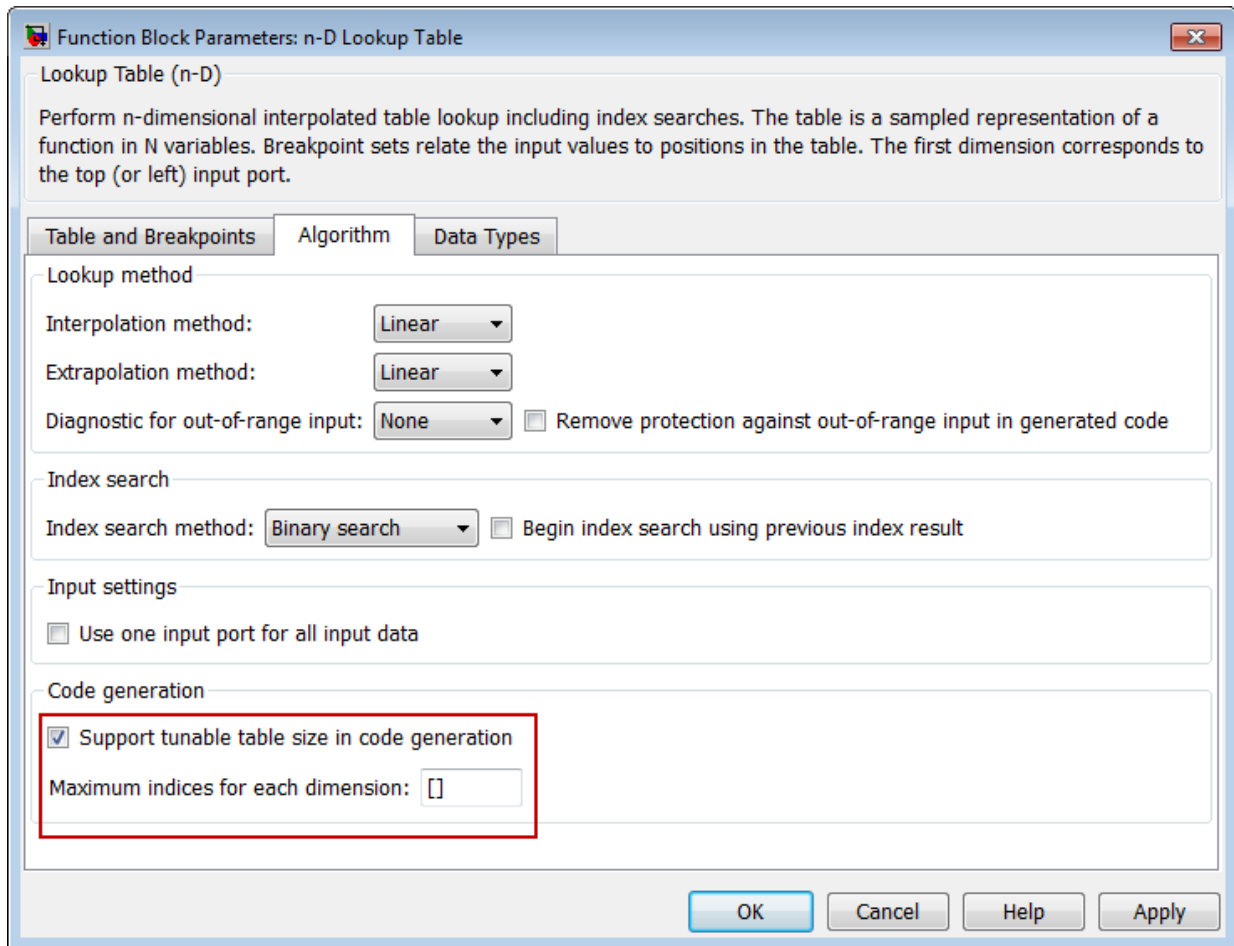 Function Block Parameters: n-D Lookup Table
Lookup Table (n-D)
Perform n-dimensional interpolated table lookup including index searches. The table is a sampled representation of a
function in N variables. Breakpoint sets relate the input values to positions in the table. The first dimension corresponds to
the top (or left) input port.
Table and Breakpoints Algorithm Data Types
Lookup method
Interpolation method: Linear
Extrapolation method: Linear
Diagnostic for out-of-range input: None Remove protection against out-of-range input in generated code
Index search
Index search method: Binary search Begin index search using previous index result
Input settings
Use one input port for all input data
Code generation
Support tunable table size in code generation
Maximum indices for each dimension: []
OK Cancel Help Apply